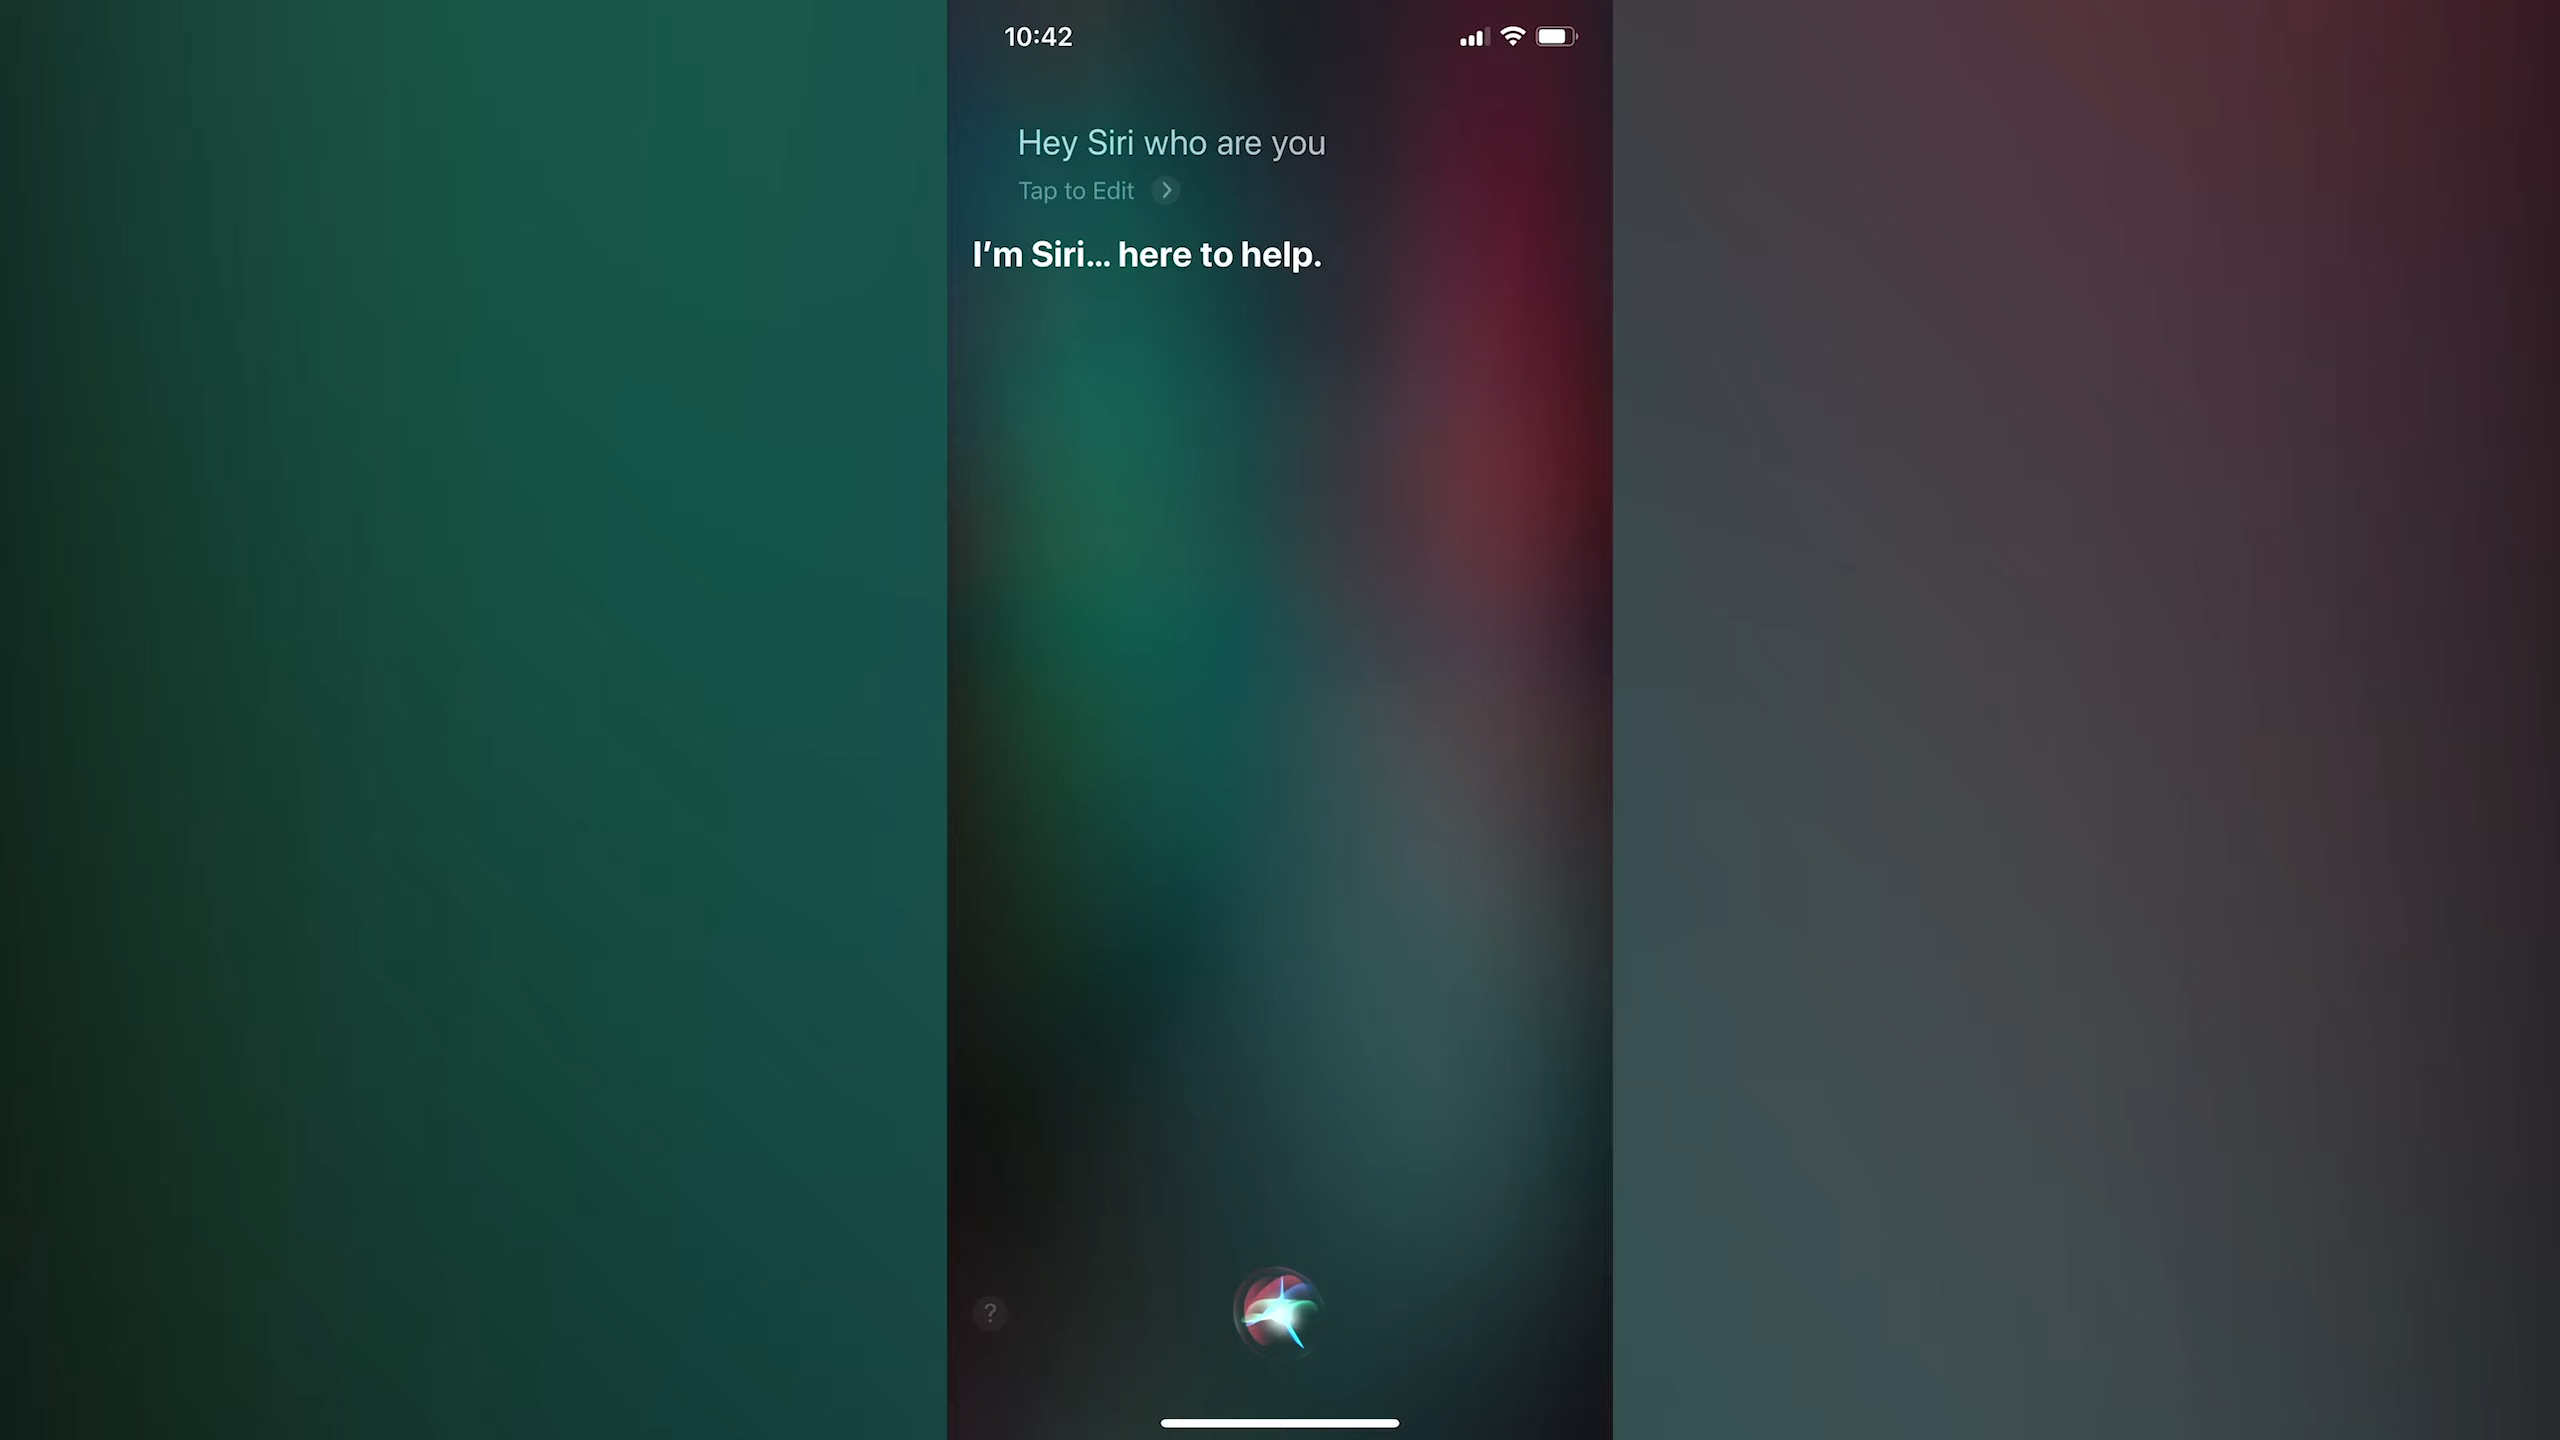 10:42
Hey Siri who are you
Tap to Edit
I’m Siri... here to help.
?